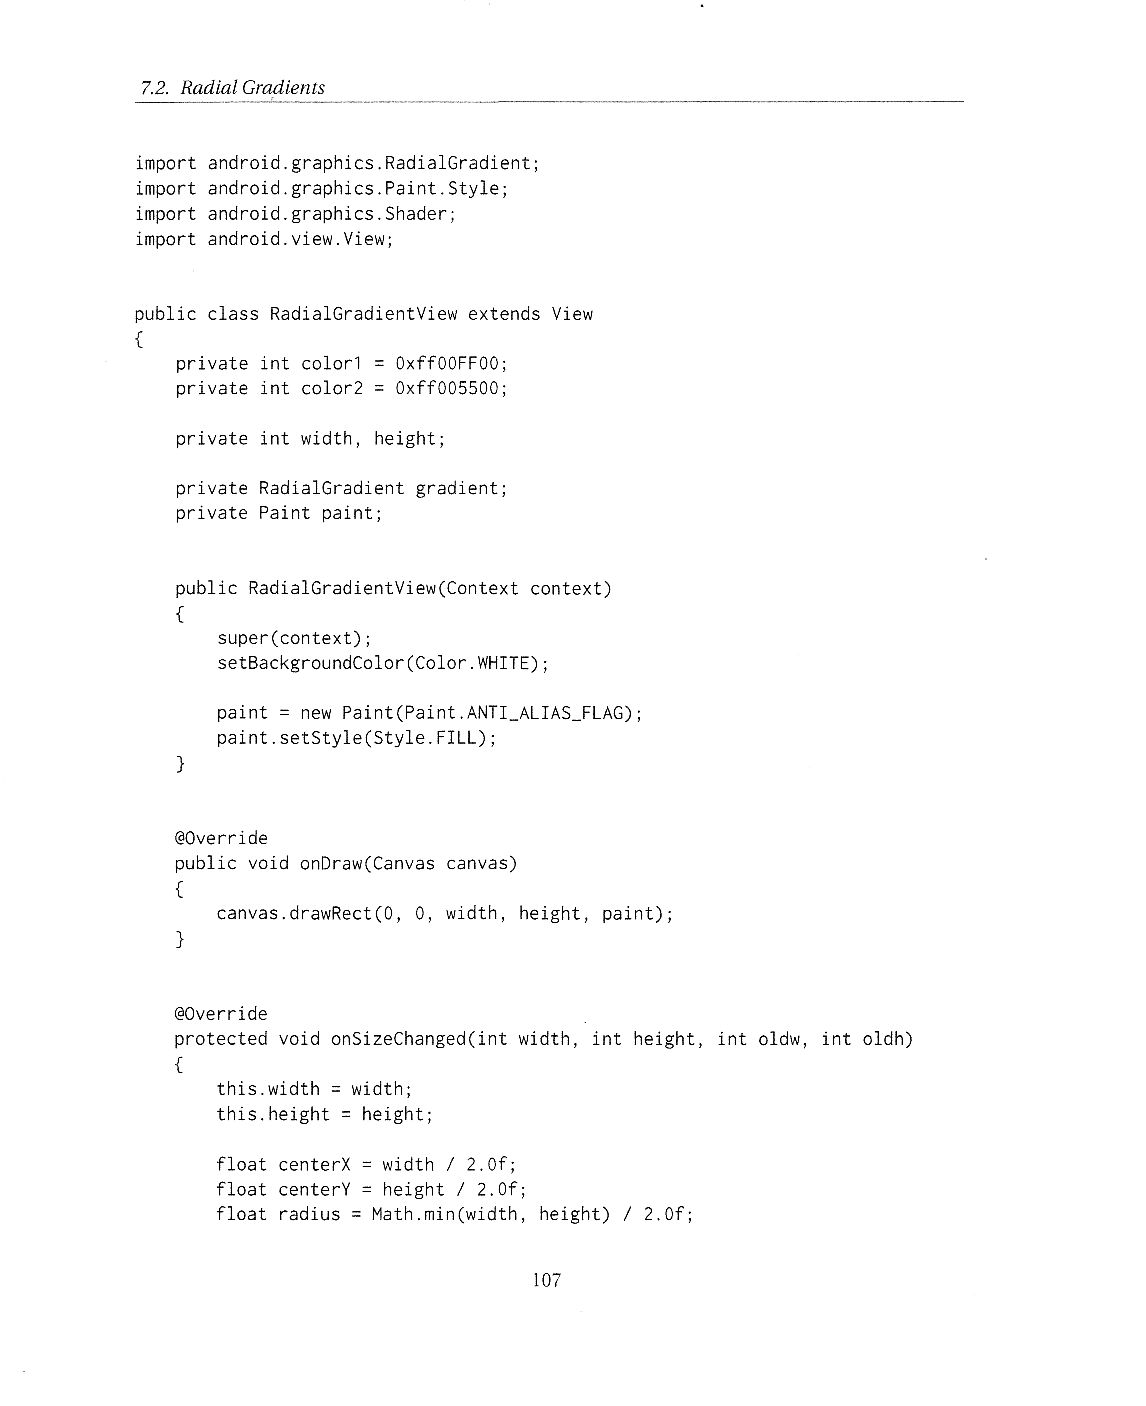 7.2. Radial Gradients
import android.graphics.RadialGradient;
import android.graphics.Paint.Style;
import android.graphics.Shader;
import android.view.View;
public class RadialGradientView extends View
{
private int color1 = 0xff00FF00;
private int color2 = 0xff005500;
private int width, height;
private RadialGradient gradient;
private Paint paint;
public RadialGradientView(Context context)
{
super(context);
setBackgroundColor(Color.WHITE);
paint = new Paint(Paint.ANTI_ALIAS_FLAG);
paint.setStyle(Style.FILL);
}
@Override
public void onDraw(Canvas canvas)
{
canvas.drawRect(0, 0, width, height, paint);
}
@Override
protected void onSizeChanged(int width, int height, int oldw, int oldh)
{
this.width = width;
this.height = height;
float centerX = width / 2.0f;
float centerY = height / 2.0f;
float radius = Math.min(width, height) / 2.0f;
107